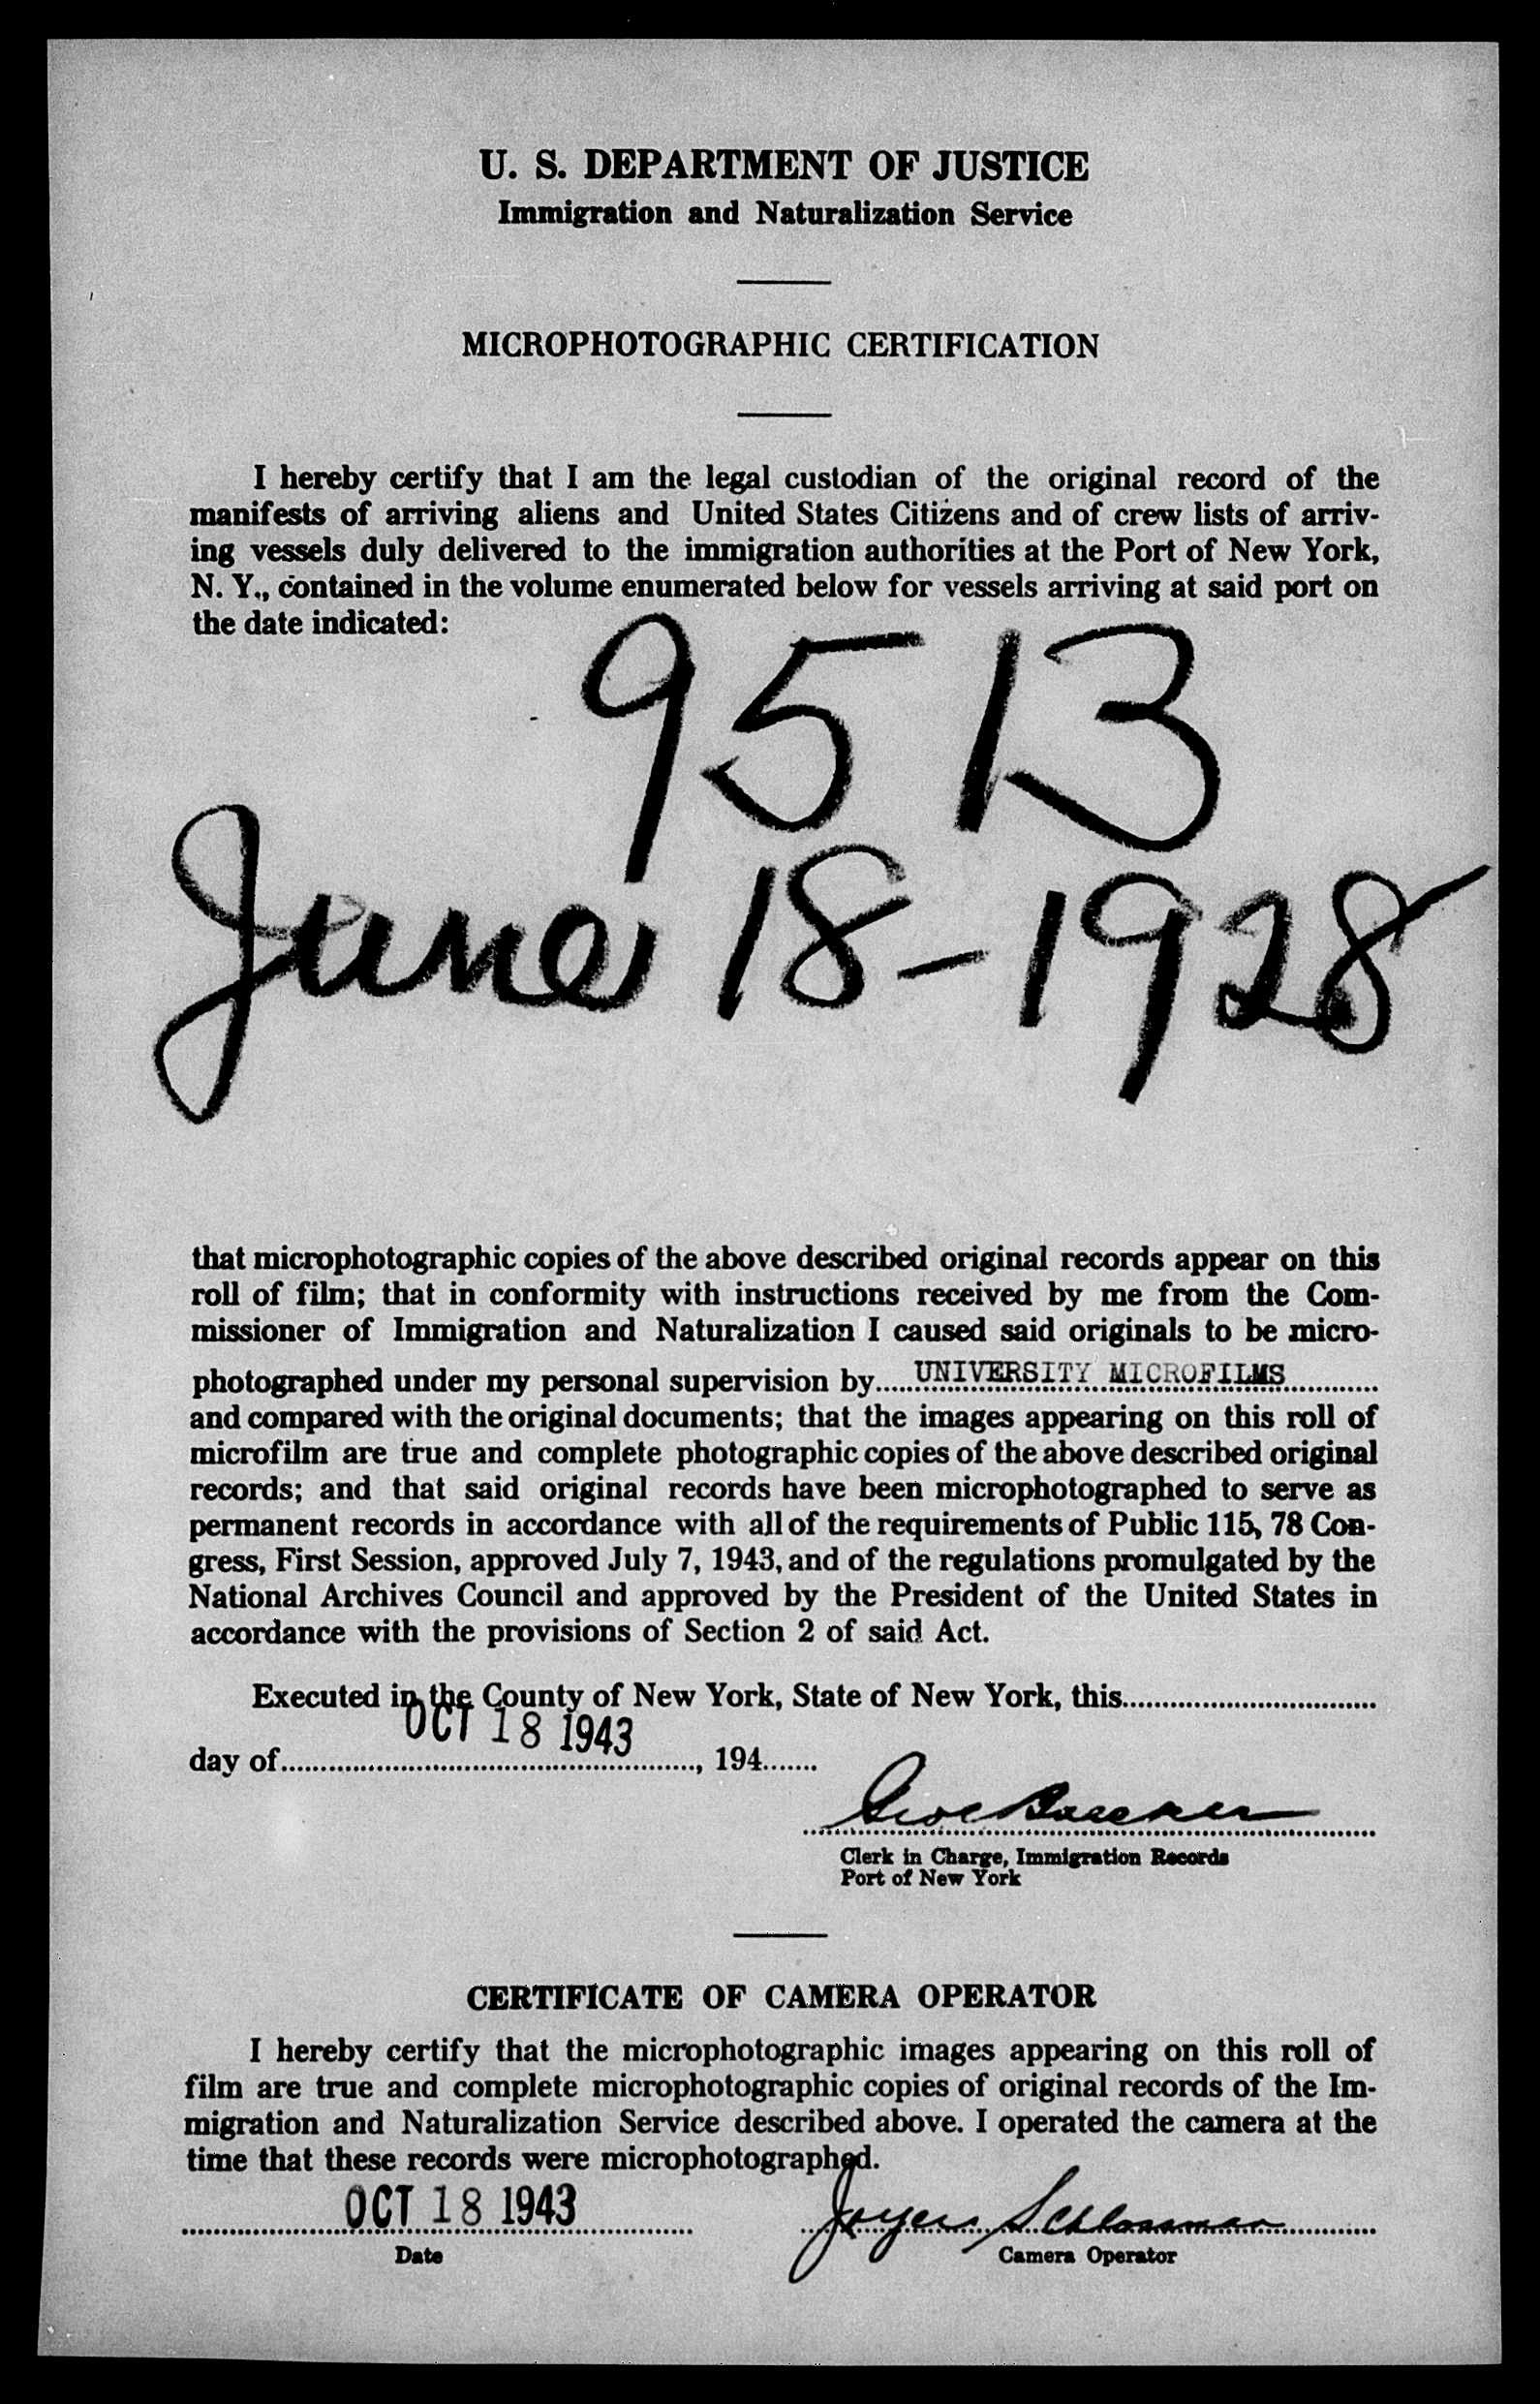 U. S. DEPARTMENT OF JUSTICE
Immigration and Naturalization Service
MICROPHOTOGRAPHIC CERTIFICATION
I hereby certify that I am the legal custodian of the original record of the
manifests of arriving aliens and United States Citizens and of crew lists of arriv-
ing vessels duly delivered to the immigration authorities at the Port of New York,
N. Y., contained in the volume enumerated below for vessels arriving at said port on
the date indicated:
9513
June 18-1928
that microphotographic copies of the above described original records appear on this
roll of film; that in conformity with instructions received by me from the Com-
missioner of Immigration and Naturalization I caused said originals to be micro-
photographed under my personal supervision by UNIVERSITY MICROFILMS
and compared with the original documents; that the images appearing on this roll of
microfilm are true and complete photographic copies of the above described original
records; and that said original records have been microphotographed to serve as
permanent records in accordance with all of the requirements of Public 115, 78 Con-
gress, First Session, approved July 7, 1943, and of the regulations promulgated by the
National Archives Council and approved by the President of the United States in
accordance with the provisions of Section 2 of said Act.
Executed in the County of New York, State of New York, this
OCT 18 1943
day of, 194
Clerk in Charge, Immigration Records
Port of New York
CERTIFICATE OF CAMERA OPERATOR
I hereby certify that the microphotographic images appearing on this roll of
film are true and complete microphotographic copies of original records of the Im-
migration and Naturalization Service described above. I operated the camera at the
time that these records were microphotographed.
OCT 18 1943 Schlossman
Date Camera Operator